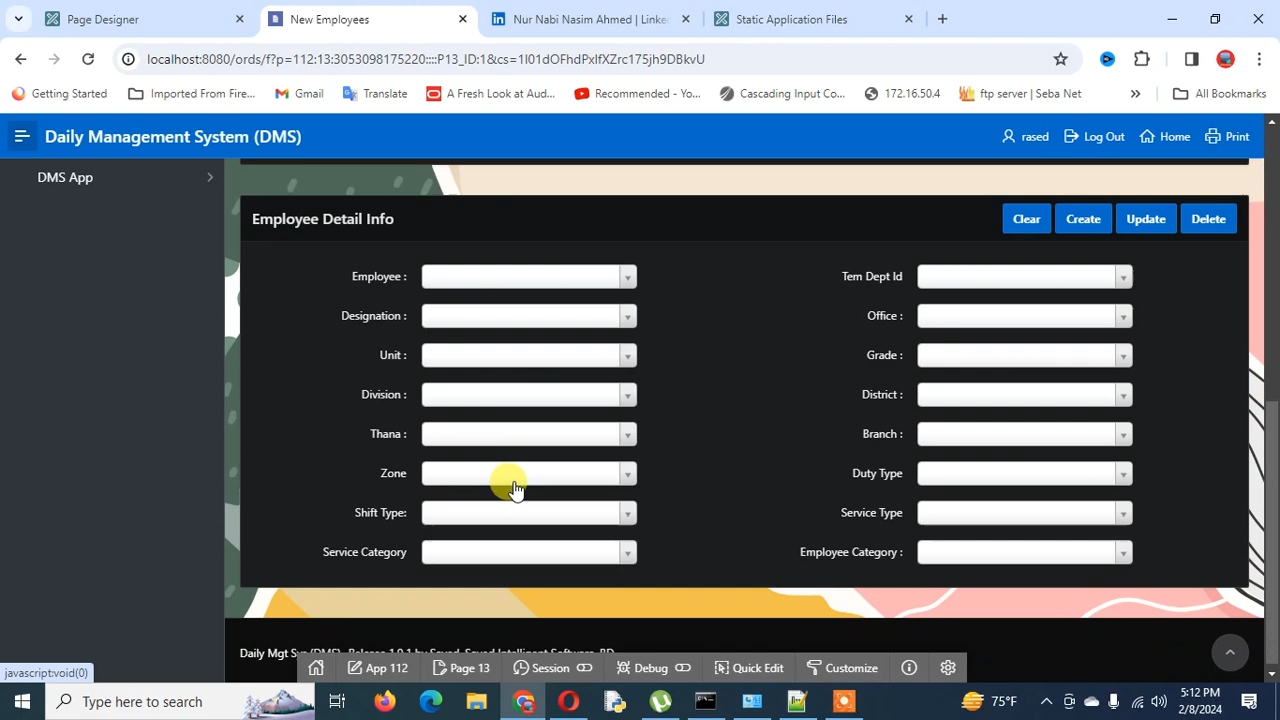 Page Designer
New Employees
Nur Nabi Nasim Ahmed | Linke
Static Application Files
localhost:8080/ords/f?p=112:13:3053098175220::::P13_ID:1&cs=1I01dOFhdPxIfXZrc175jh9DBkvU
Getting Started
Imported From Fire...
Gmail
Translate
A Fresh Look at Aud...
Recommended - Yo...
Cascading Input Co...
172.16.50.4
ftp server | Seba Net
All Bookmarks
Daily Management System (DMS)
rased
Log Out
Home
Print
DMS App
Employee Detail Info
Clear
Create
Update
Delete
Employee :
Tem Dept Id
Designation :
Office :
Unit :
Grade :
Division :
District :
Thana :
Branch :
Zone
Duty Type
Shift Type:
Service Type
Service Category
Employee Category :
Daily Mgt Sys (DMS)
App 112
Page 13
Session
Debug
Quick Edit
Customize
javascript:void(0)
Type here to search
75°F
5:12 PM
2/8/2024